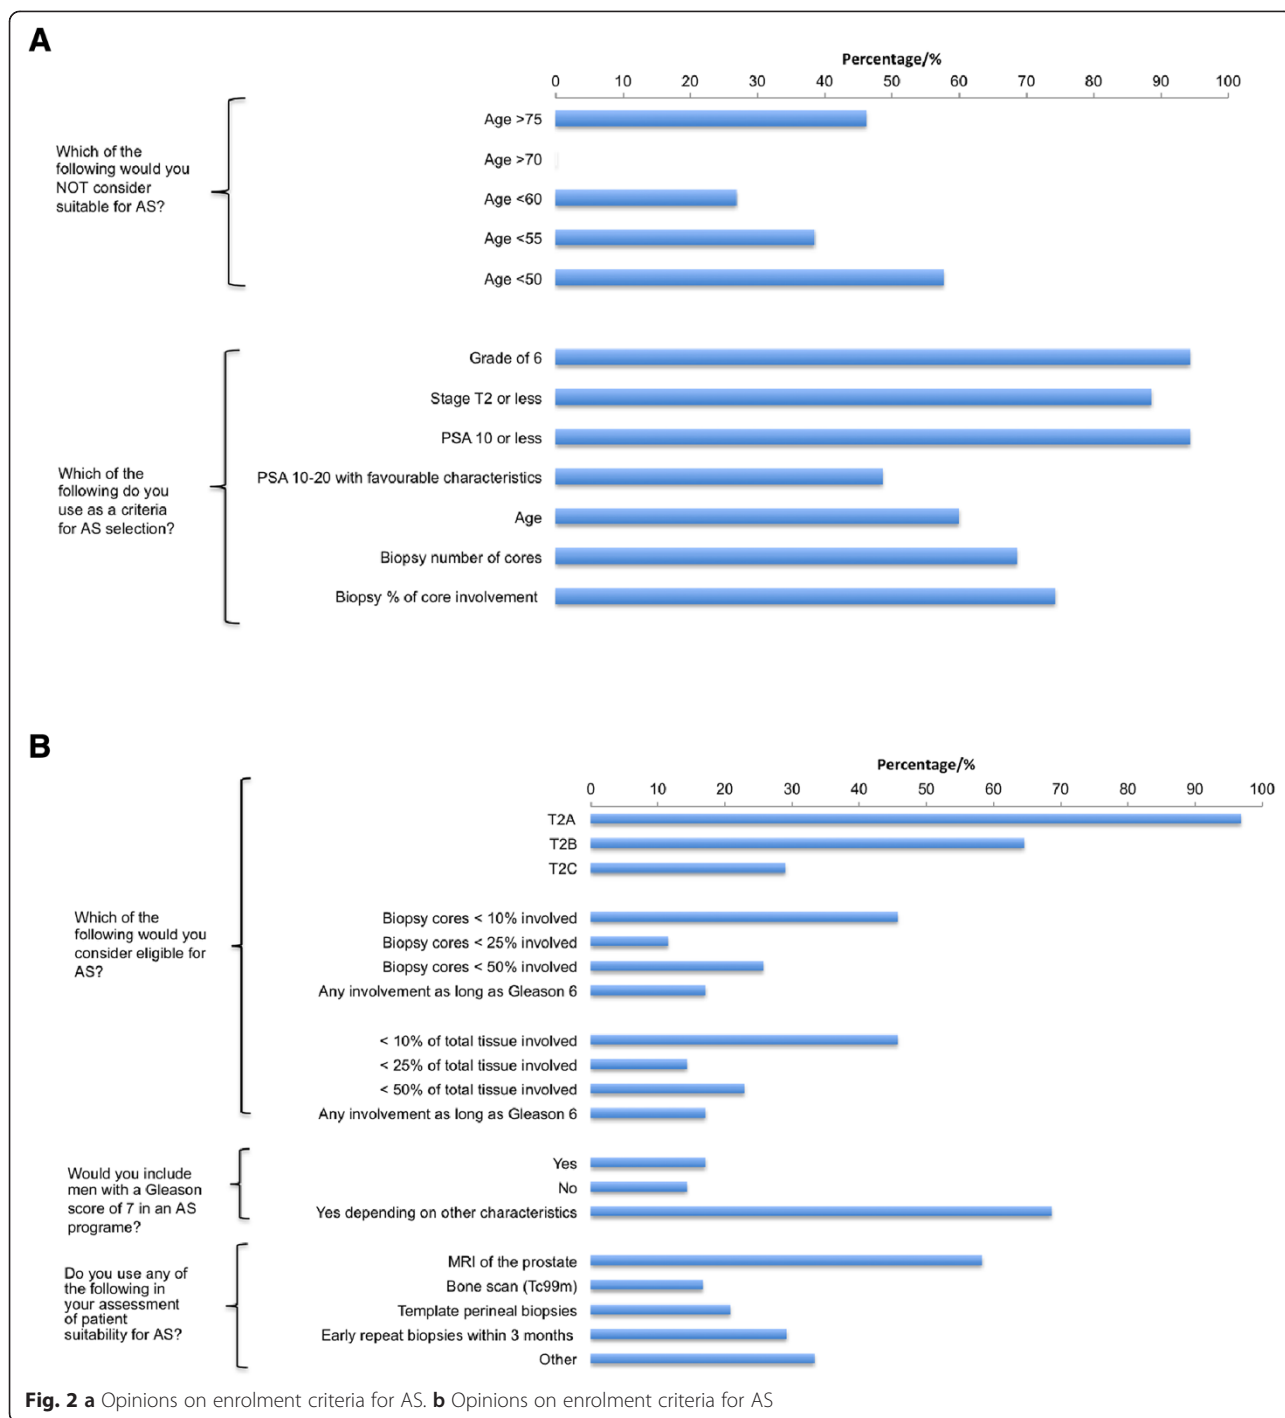 A
Percentage/%
0 10 20 30 40 50 60 70 80 90 100
Which of the
following would you
NOT consider
suitable for AS?
Age >75
Age >70
Age <60
Age <55
Age <50
Which of the
following do you
use as a criteria
for AS selection?
Grade of 6
Stage T2 or less
PSA 10 or less
PSA 10-20 with favourable characteristics
Age
Biopsy number of cores
Biopsy % of core involvement
B
Percentage/%
0 10 20 30 40 50 60 70 80 90 100
Which of the
following would you
consider eligible for
AS?
T2A
T2B
T2C
Biopsy cores < 10% involved
Biopsy cores < 25% involved
Biopsy cores < 50% involved
Any involvement as long as Gleason 6
< 10% of total tissue involved
< 25% of total tissue involved
< 50% of total tissue involved
Any involvement as long as Gleason 6
Would you include
men with a Gleason
score of 7 in an AS
programe?
Yes
No
Yes depending on other characteristics
Do you use any of
the following in
your assessment
of patient
suitability for AS?
MRI of the prostate
Bone scan (Tc99m)
Template perineal biopsies
Early repeat biopsies within 3 months
Other
Fig. 2 a Opinions on enrolment criteria for AS. b Opinions on enrolment criteria for AS